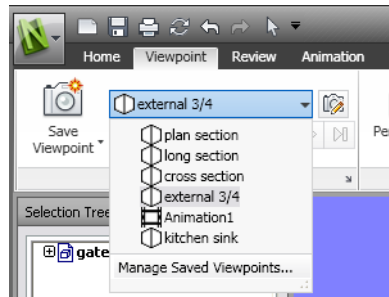 Home Viewpoint Review Animation
external 3/4
Save
Viewpoint
plan section
long section
cross section
external 3/4
Animation1
kitchen sink
Manage Saved Viewpoints...
Selection Tree
gate